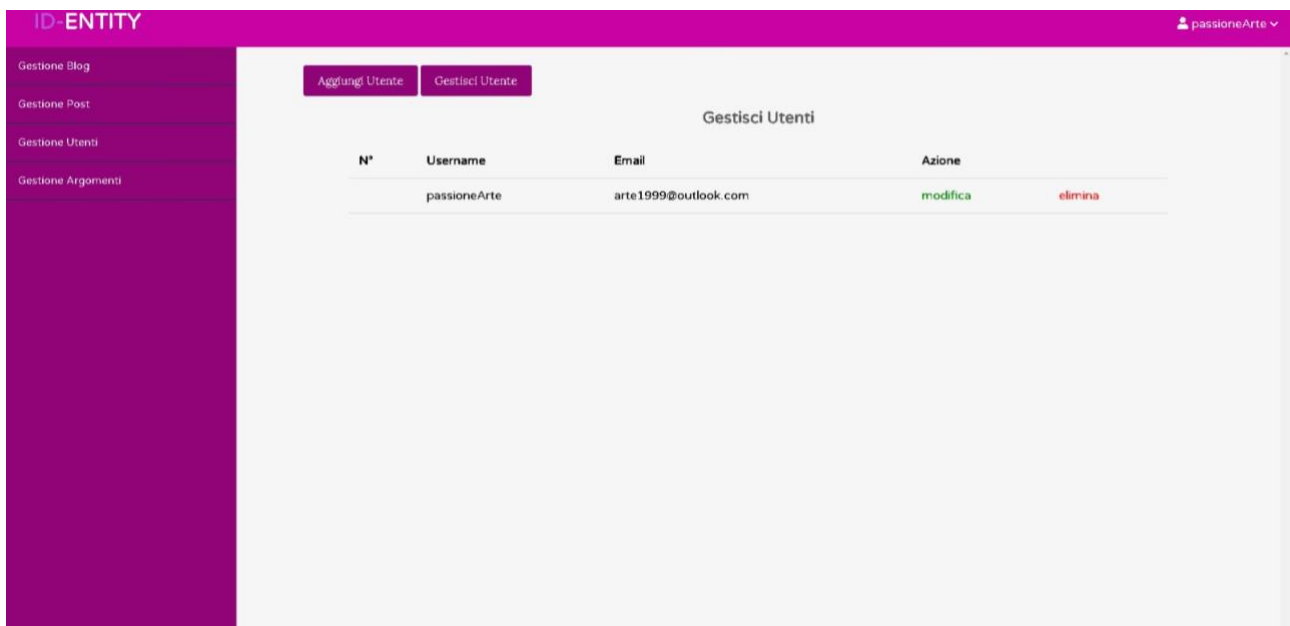 ID-ENTITY
passioneArte
Gestione Blog
Gestione Post
Gestione Utenti
Gestione Argomenti
Aggiungi Utente Gestisci Utente
Gestisci Utenti
N° Username Email Azione
passioneArte arte1999@outlook.com modifica elimina